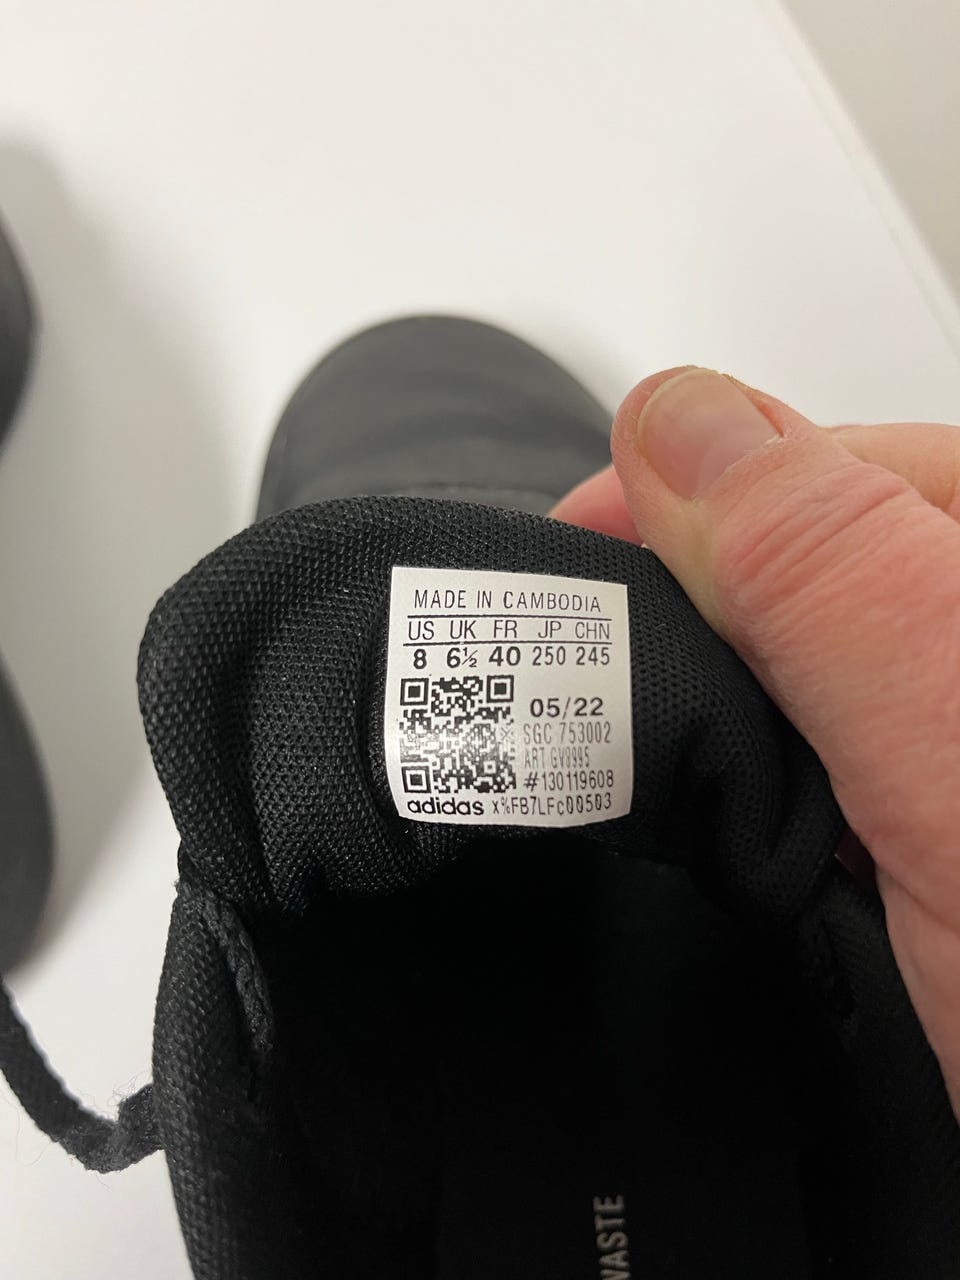 MADE IN CAMBODIA
US UK FR JP CHN
8 6½ 40 250 245
05/22
SGC 753002
ART GV8995
#130119608
adidas x%FB7LFc00503
WASTE